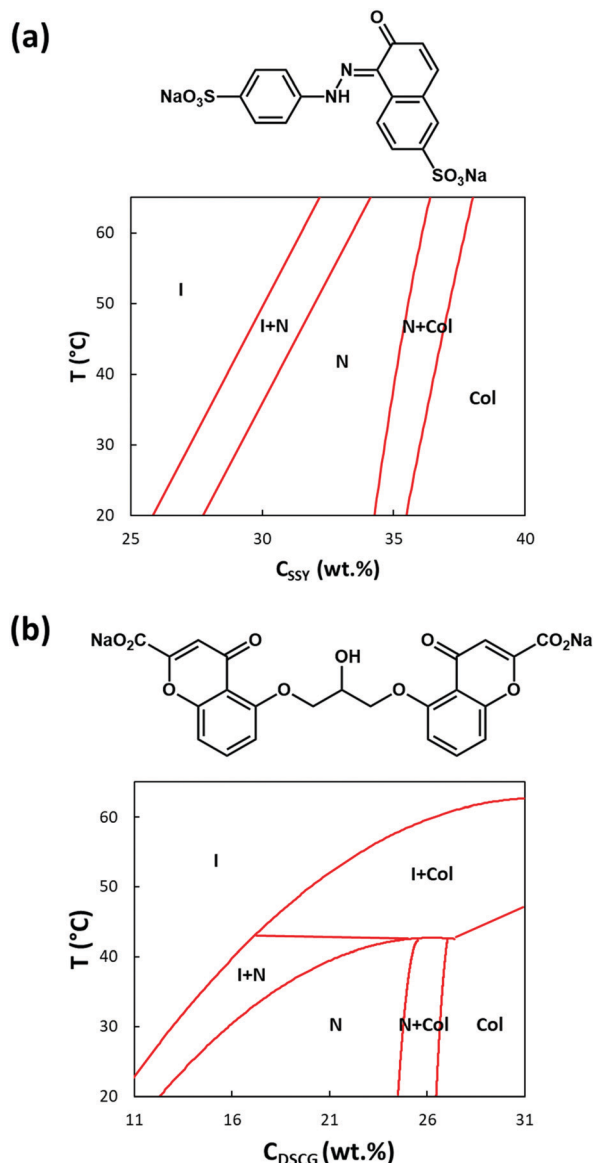 (a)
O
N
NaO3S
NH
SO3Na
60
50
40
30
20
T (°C)
I
I+N
N
N+Col
Col
25 30 35 40
CSSY (wt.%)
(b)
NaO2C
O
OH
O
CO2Na
O
O
O
O
60
50
40
30
20
T (°C)
I
I+Col
I+N
N
N+Col
Col
11 16 21 26 31
CDSCG (wt.%)